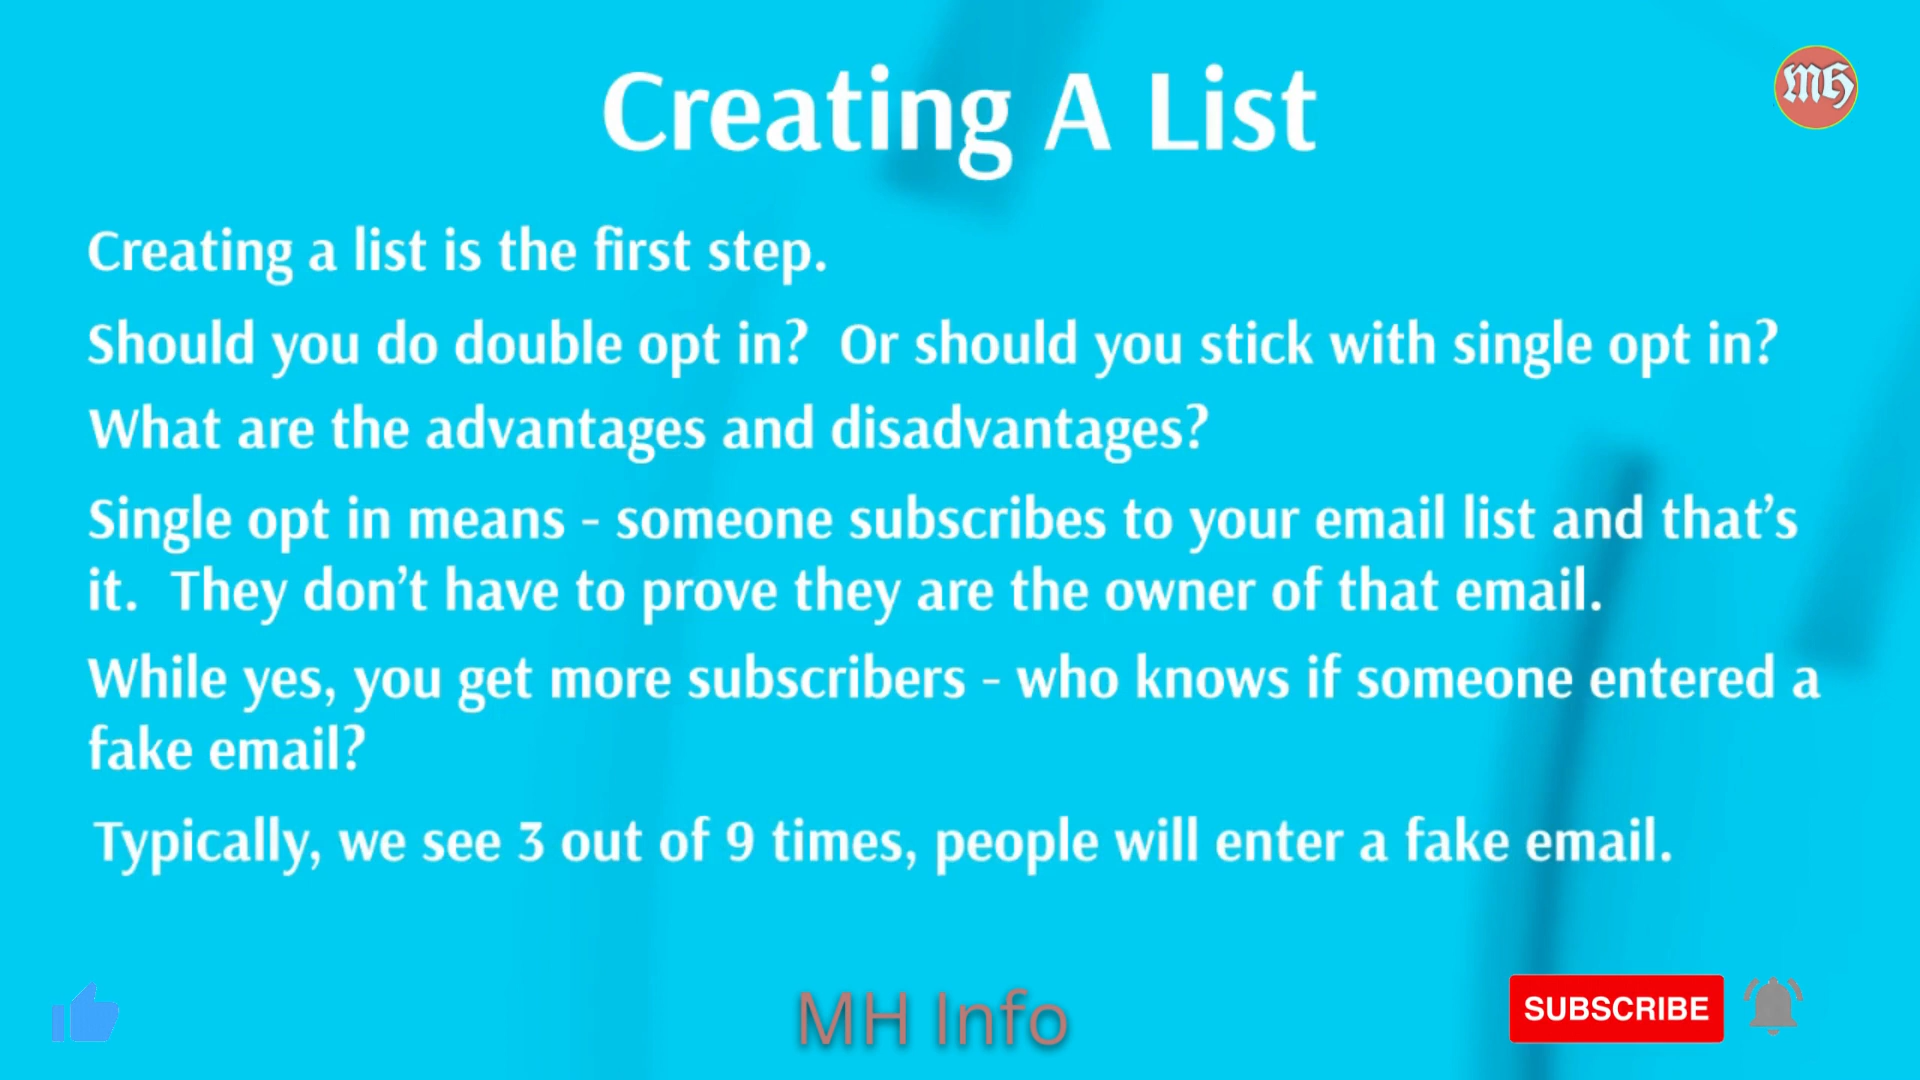 Creating A List
MH
Creating a list is the first step.
Should you do double opt in?  Or should you stick with single opt in?
What are the advantages and disadvantages?
Single opt in means - someone subscribes to your email list and that’s
it.  They don’t have to prove they are the owner of that email.
While yes, you get more subscribers - who knows if someone entered a
fake email?
Typically, we see 3 out of 9 times, people will enter a fake email.
MH Info
SUBSCRIBE